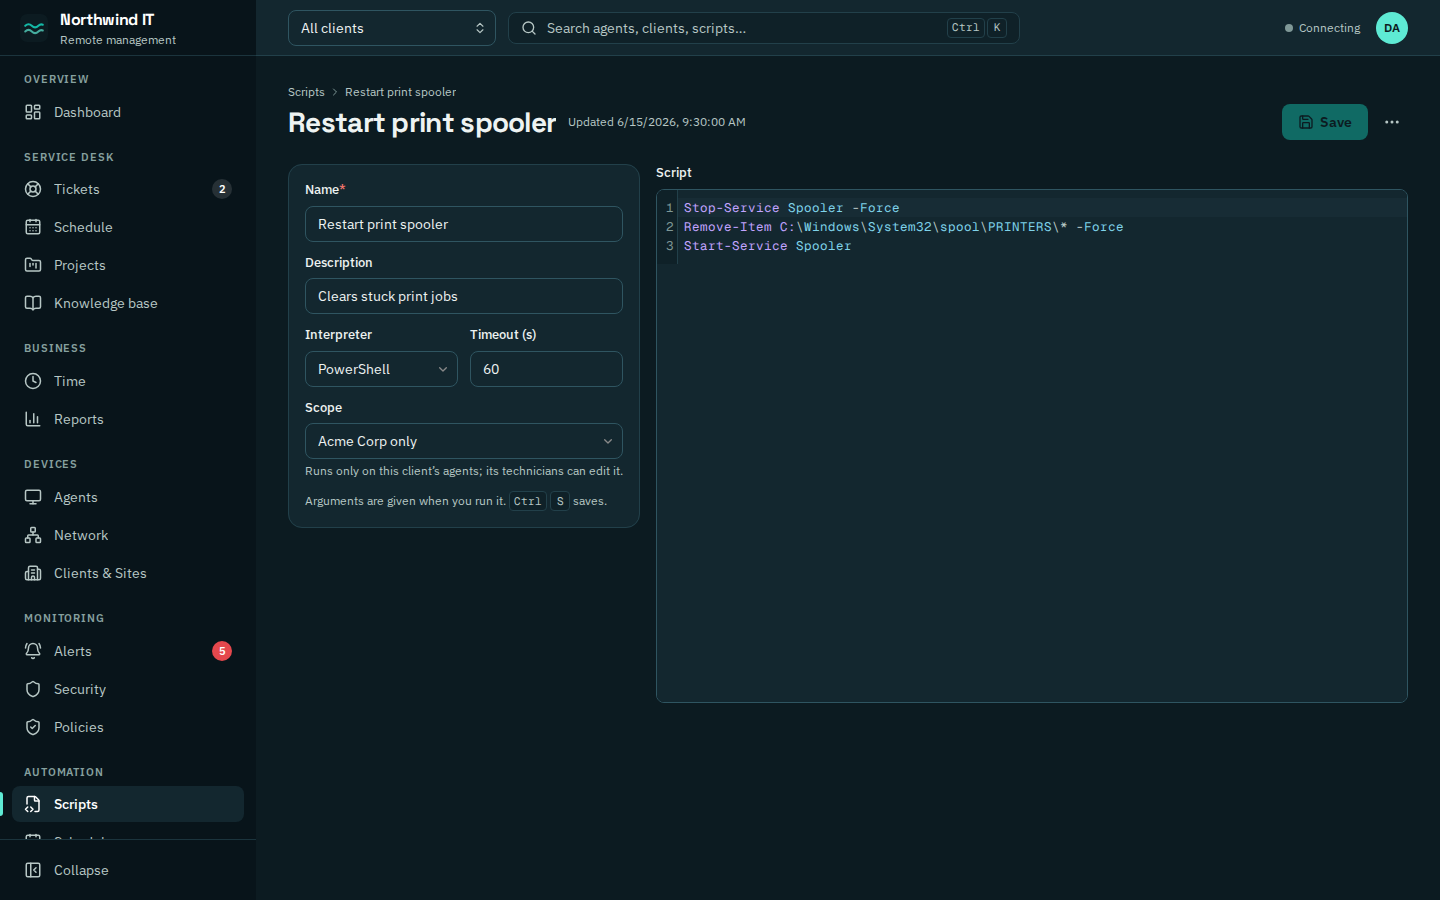 Northwind IT
Remote management
All clients
Search agents, clients, scripts...
Ctrl K
Connecting
DA
OVERVIEW
Dashboard
SERVICE DESK
Tickets 2
Schedule
Projects
Knowledge base
BUSINESS
Time
Reports
DEVICES
Agents
Network
Clients & Sites
MONITORING
Alerts 5
Security
Policies
AUTOMATION
Scripts
Collapse
Scripts > Restart print spooler
Restart print spooler
Updated 6/15/2026, 9:30:00 AM
Save
Name*
Restart print spooler
Description
Clears stuck print jobs
Interpreter
Timeout (s)
PowerShell
60
Scope
Acme Corp only
Runs only on this client's agents; its technicians can edit it.
Arguments are given when you run it. Ctrl S saves.
Script
1 Stop-Service Spooler -Force
2 Remove-Item C:\Windows\System32\spool\PRINTERS\* -Force
3 Start-Service Spooler